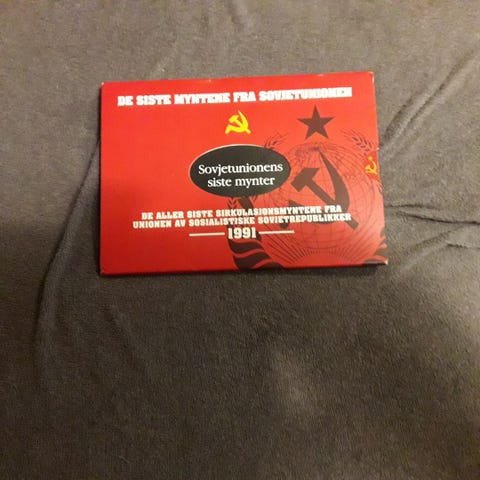 DE SISTE MYNTENE FRA SOVJETUNIONEN
Sovjetunionens
siste mynter
DE ALLER SISTE SIRKULASJONSMYNTENE FRA
UNIONEN AV SOSIALISTISKE SOVJETREPUBLIKKER
1991